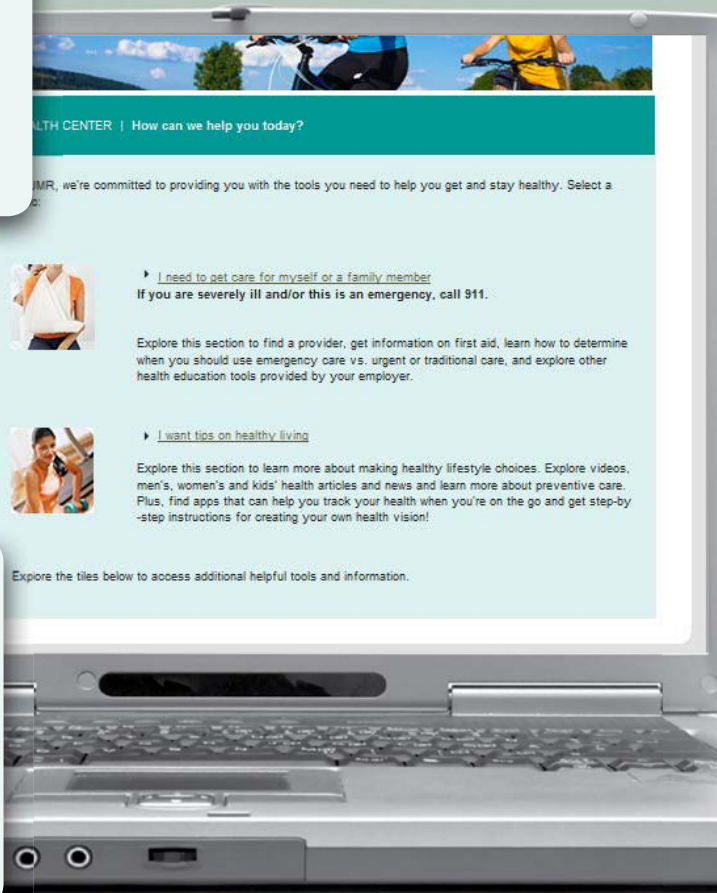 CENTER | How can we help you today?
we're committed to providing you with the tools you need to help you get and stay healthy. Select a
I need to get care for myself or a family member
If you are severely ill and/or this is an emergency, call 911.
Explore this section to find a provider, get information on first aid, learn how to determine
when you should use emergency care vs. urgent or traditional care, and explore other
health education tools provided by your employer.
I want tips on healthy living
Explore this section to learn more about making healthy lifestyle choices. Explore videos,
men's, women's and kids' health articles and news and learn more about preventive care.
Plus, find apps that can help you track your health when you're on the go and get step-by
-step instructions for creating your own health vision!
Expore the tiles below to access additional helpful tools and information.